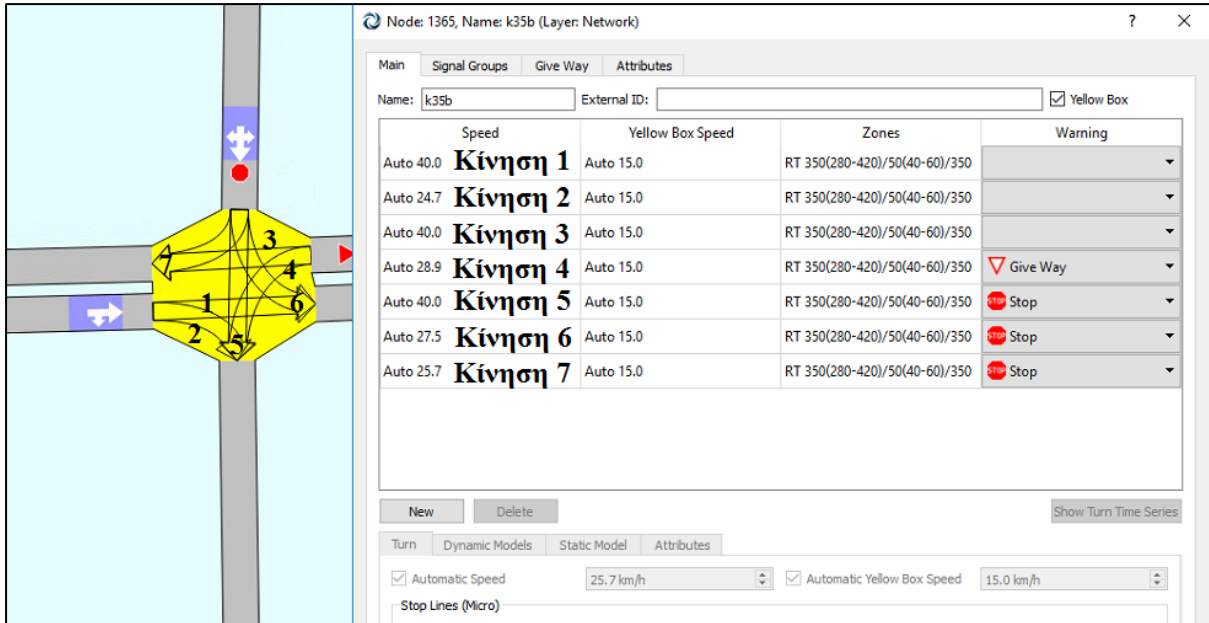 Node: 1365, Name: k35b (Layer: Network) ?
Main Signal Groups Give Way Attributes
Name: k35b External ID: Yellow Box
Speed Yellow Box Speed Zones Warning
Auto 40.0 Κίνηση 1 Auto 15.0 RT 350(280-420)/50(40-60)/350
Auto 24.7 Κίνηση 2 Auto 15.0 RT 350(280-420)/50(40-60)/350
Auto 40.0 Κίνηση 3 Auto 15.0 RT 350(280-420)/50(40-60)/350
Auto 28.9 Κίνηση 4 Auto 15.0 RT 350(280-420)/50(40-60)/350 Give Way
Auto 40.0 Κίνηση 5 Auto 15.0 RT 350(280-420)/50(40-60)/350 STOP Stop
Auto 27.5 Κίνηση 6 Auto 15.0 RT 350(280-420)/50(40-60)/350 STOP Stop
Auto 25.7 Κίνηση 7 Auto 15.0 RT 350(280-420)/50(40-60)/350 STOP Stop
New Delete Show Turn Time Series
Turn Dynamic Models Static Model Attributes
Automatic Speed 25.7 km/h Automatic Yellow Box Speed 15.0 km/h
Stop Lines (Micro)
3
7
4
1 6
2 5